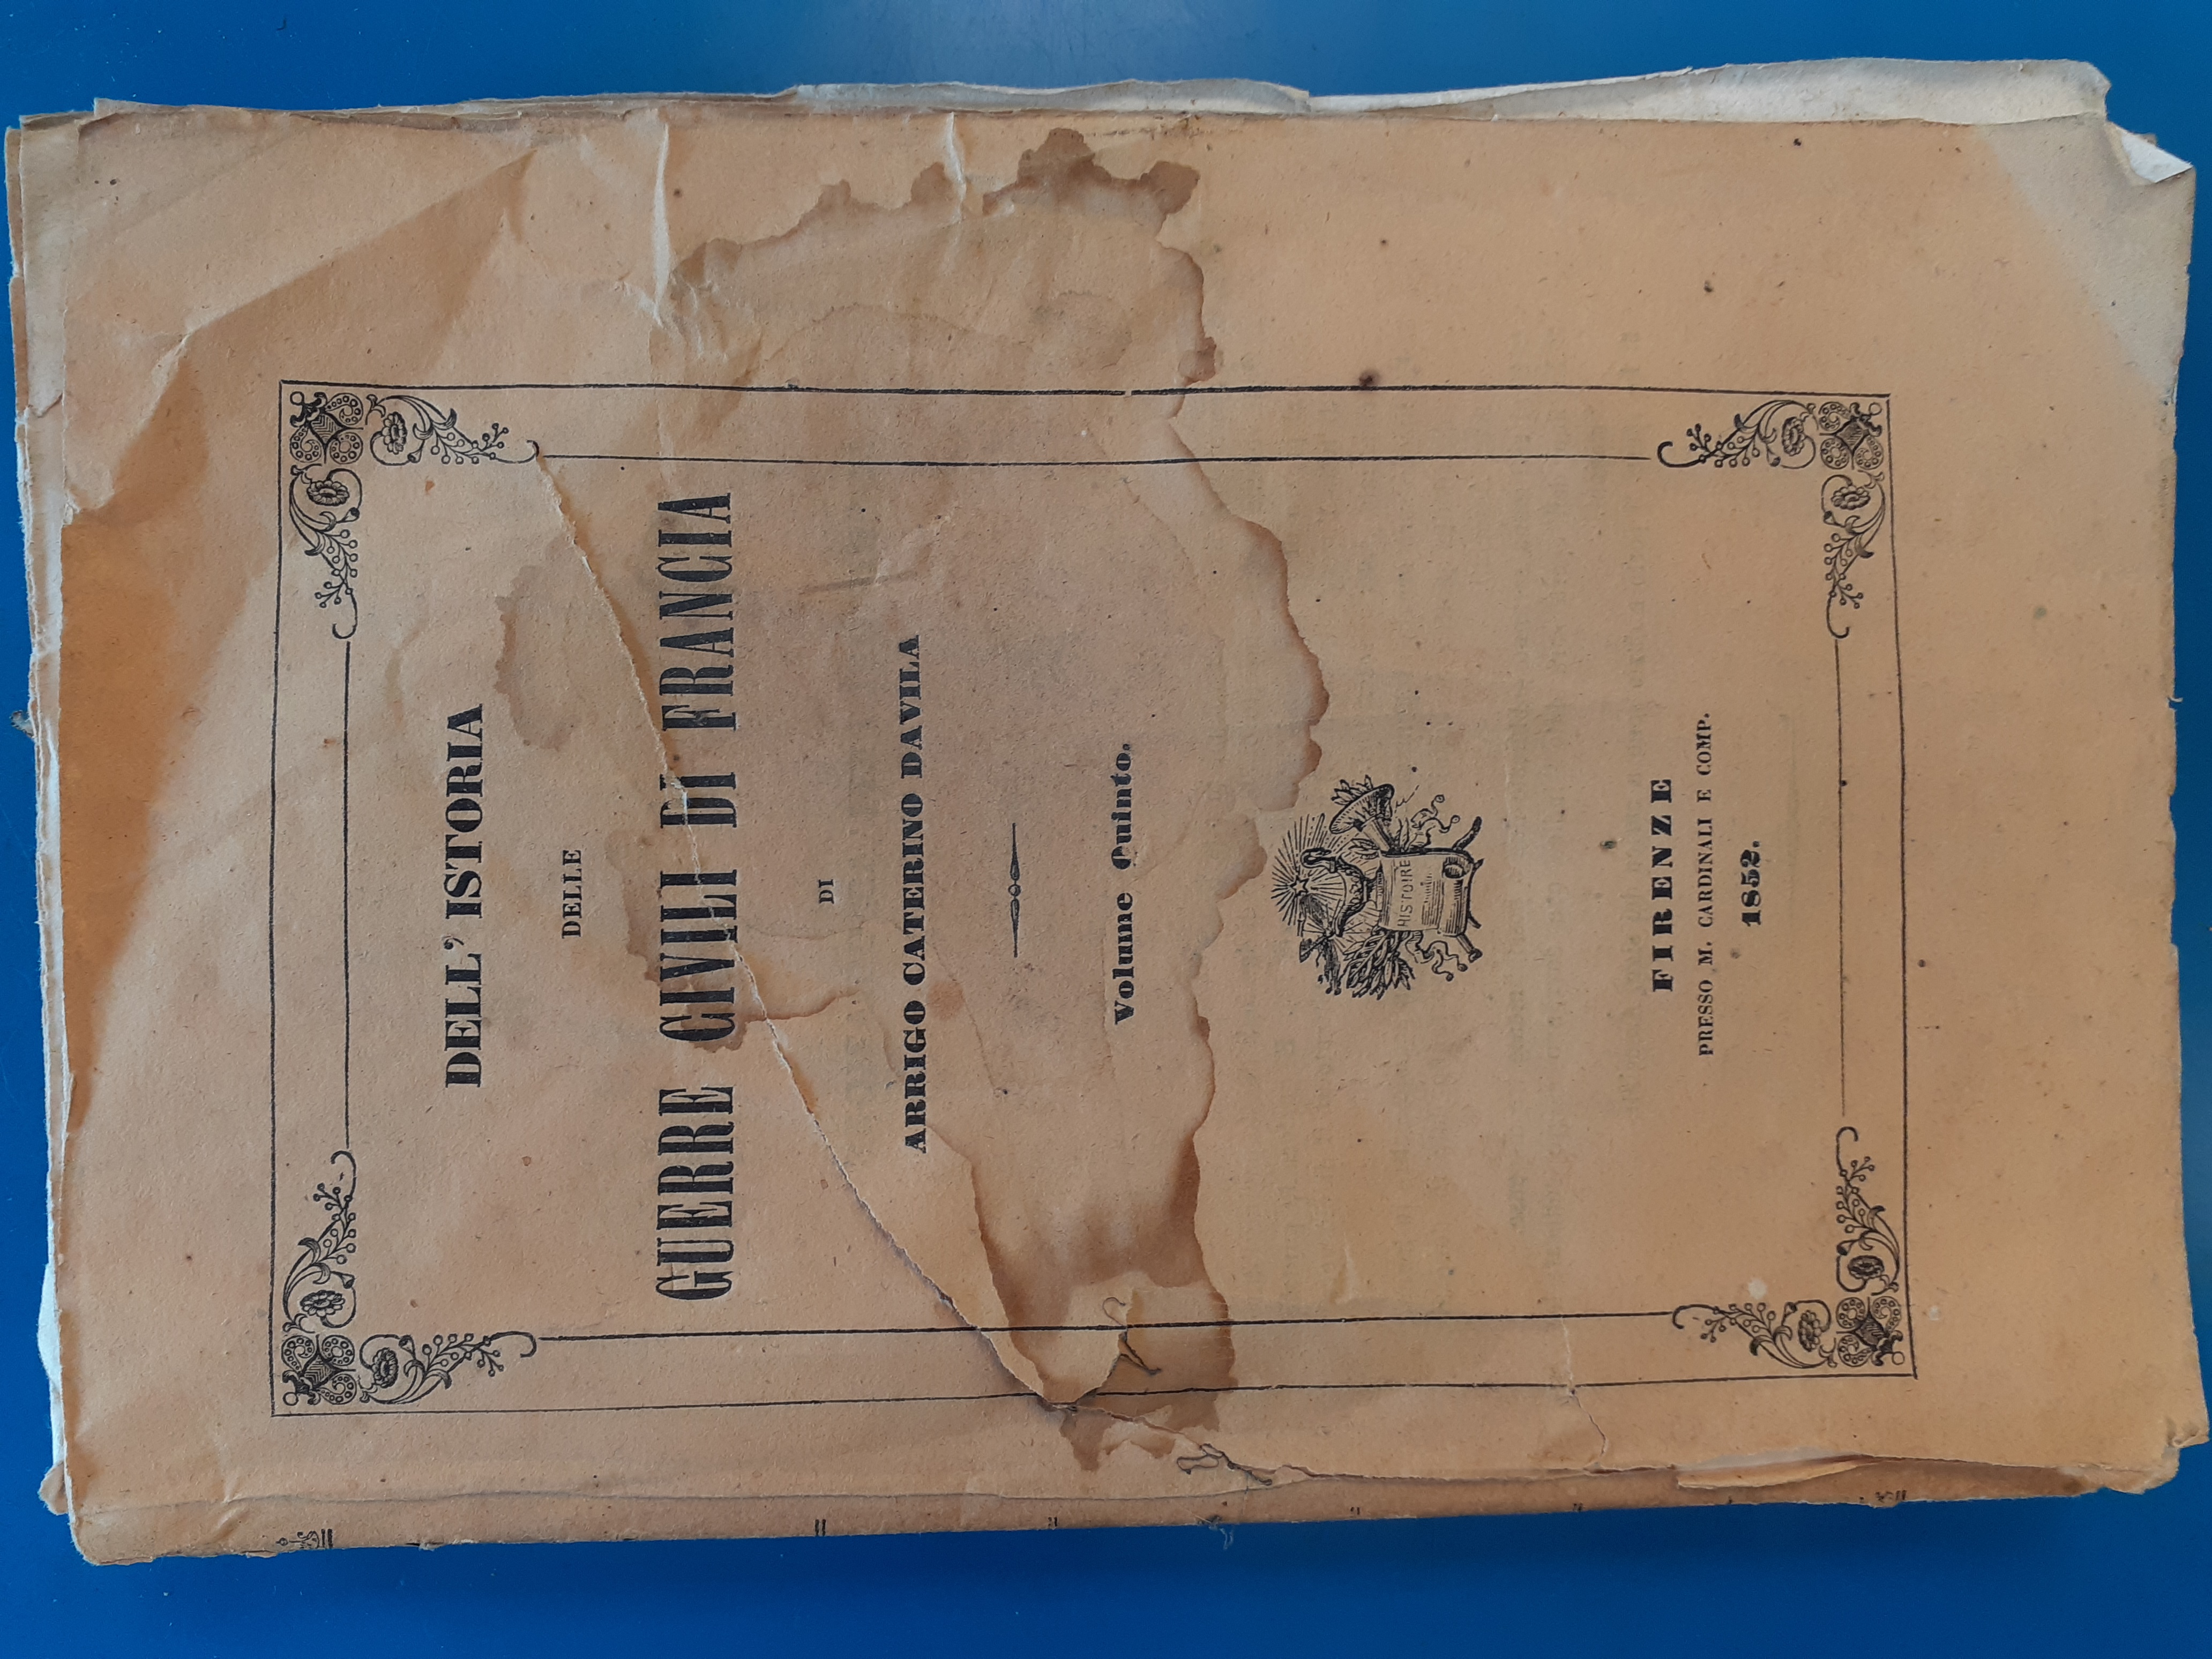 DELL' ISTORIA
DELLE
GUERRE CIVILI DI FRANCIA
DI
ARRIGO CATERINO DAVILA
Volume Quinto.
HISTOIRE
FIRENZE
PRESSO M. CARDINALI E COMP.
1852.